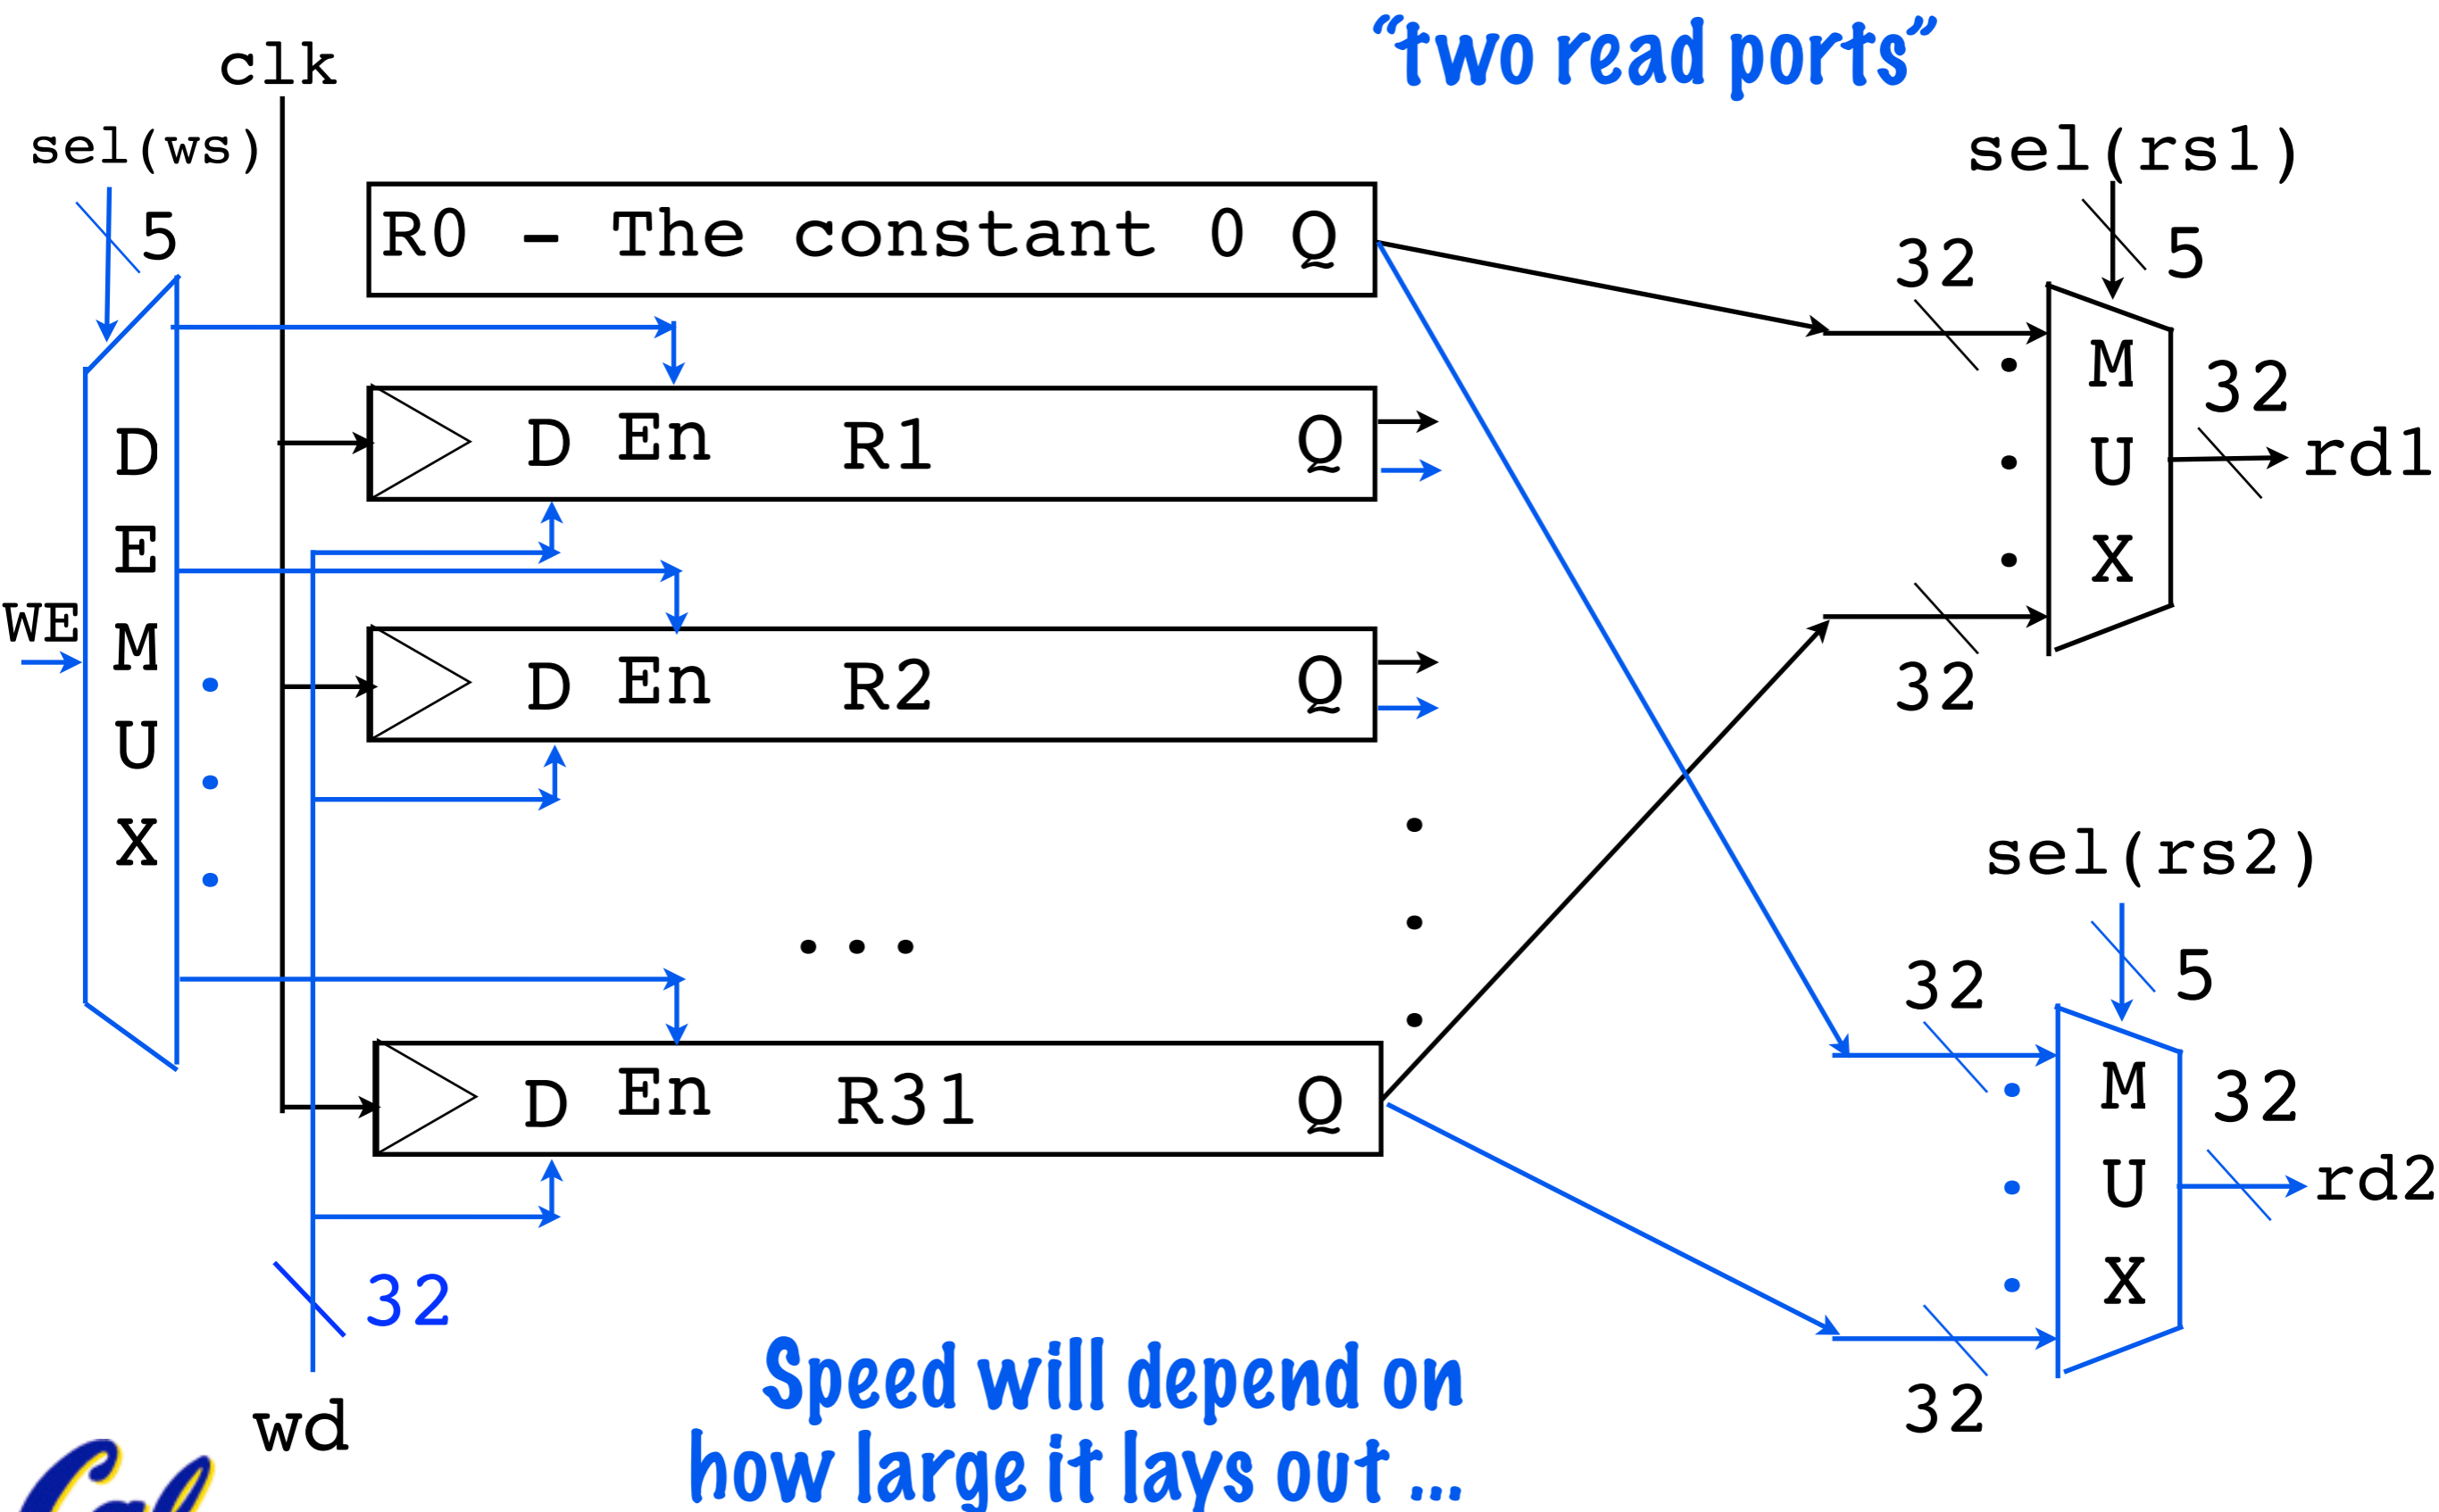 “two read ports”
clk
sel(ws)
5
sel(rs1)
5
R0 - The constant 0 Q
32
M
U
X
32
rd1
32
D
E
M
U
X
WE
D En R1 Q
D En R2 Q
...
D En R31 Q
sel(rs2)
5
32
M
U
X
32
rd2
32
32
wd
Speed will depend on
how large it lays out ...
Cal